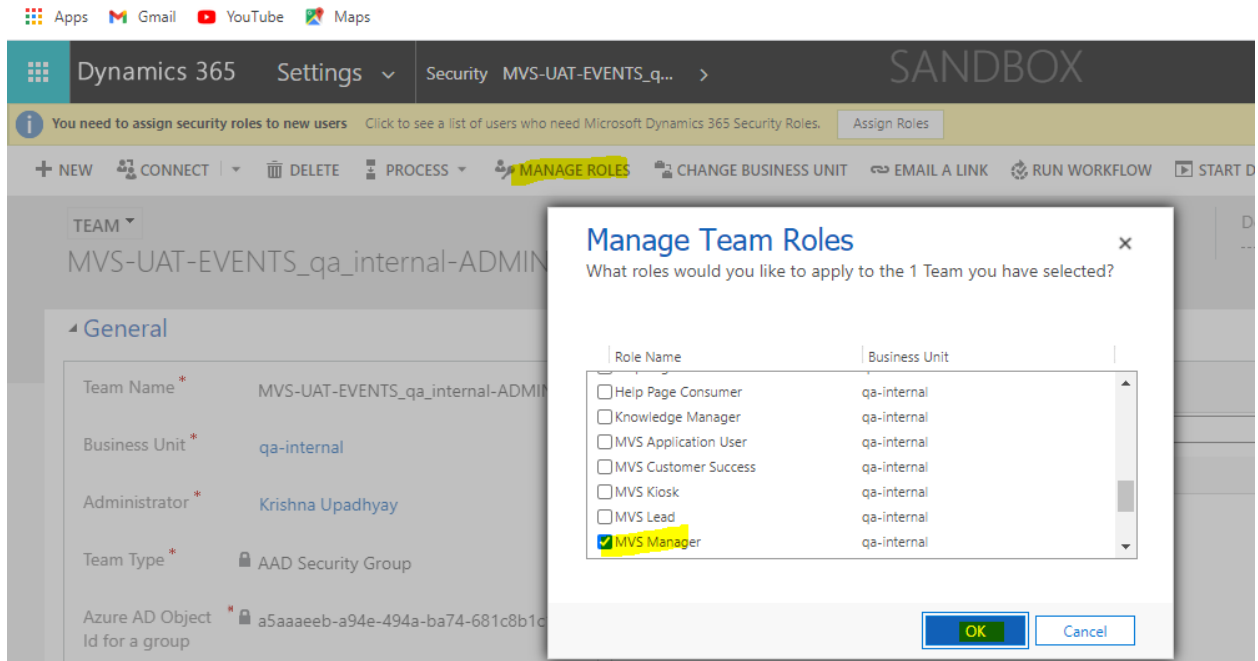 Apps Gmail YouTube Maps
Dynamics 365 Settings Security MVS-UAT-EVENTS_q... SANDBOX
You need to assign security roles to new users Click to see a list of users who need Microsoft Dynamics 365 Security Roles. Assign Roles
NEW CONNECT DELETE PROCESS MANAGE ROLES CHANGE BUSINESS UNIT EMAIL A LINK RUN WORKFLOW START D
TEAM
MVS-UAT-EVENTS_qa_internal-ADMIN
Manage Team Roles
What roles would you like to apply to the 1 Team you have selected?
General
Role Name Business Unit
Team Name * MVS-UAT-EVENTS_qa_internal-ADMIN
Help Page Consumer qa-internal
Knowledge Manager qa-internal
Business Unit * qa-internal
MVS Application User qa-internal
MVS Customer Success qa-internal
Administrator * Krishna Upadhyay
MVS Kiosk qa-internal
MVS Lead qa-internal
MVS Manager qa-internal
Team Type * AAD Security Group
Azure AD Object * a5aaaeeb-a94e-494a-ba74-681c8b1c
Id for a group
OK Cancel